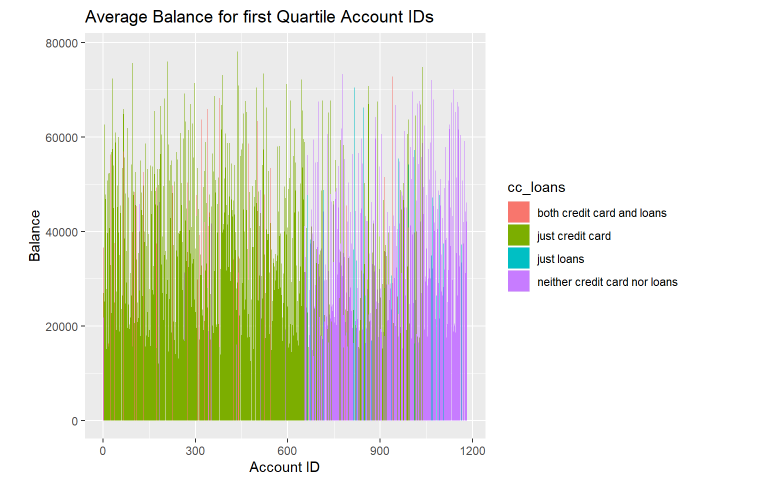 Average Balance for first Quartile Account IDs
80000
60000
40000
20000
0
Balance
0 300 600 900 1200
Account ID
cc_loans
both credit card and loans
just credit card
just loans
neither credit card nor loans